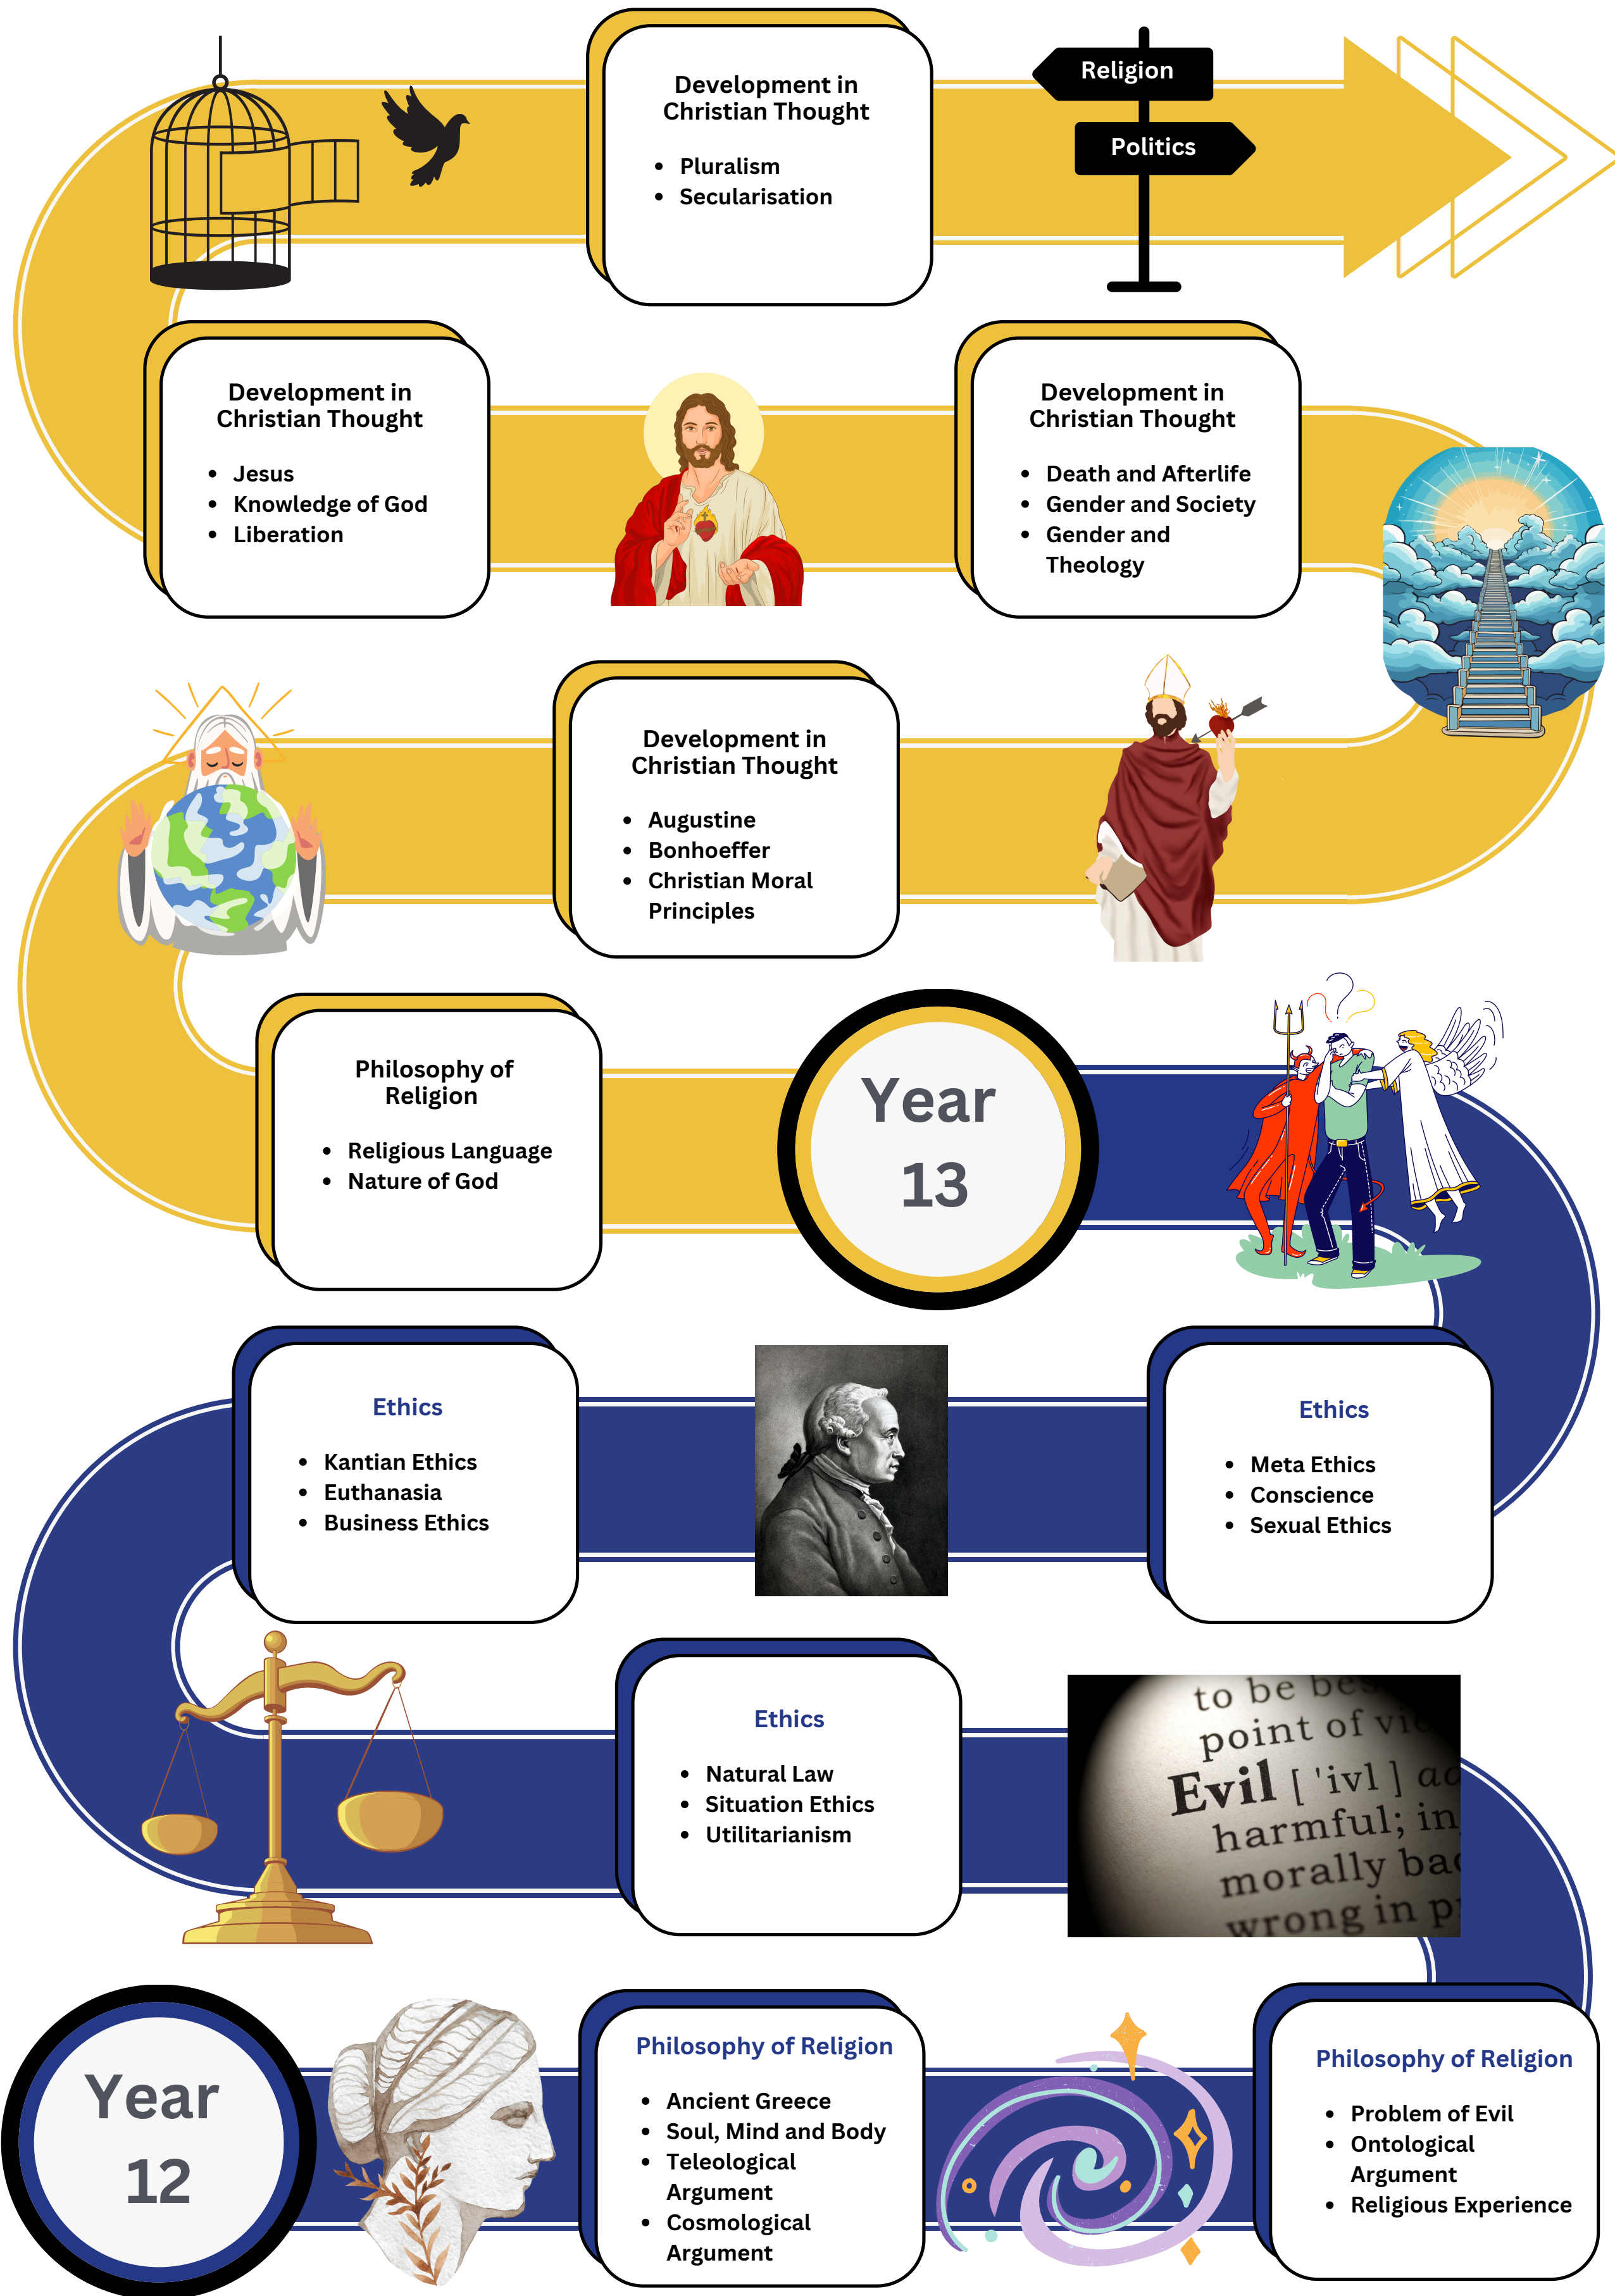 Development in
Christian Thought
• Pluralism
• Secularisation
Religion
Politics
Development in
Christian Thought
• Jesus
• Knowledge of God
• Liberation
Development in
Christian Thought
• Death and Afterlife
• Gender and Society
• Gender and
Theology
Development in
Christian Thought
• Augustine
• Bonhoeffer
• Christian Moral
Principles
Philosophy of
Religion
• Religious Language
• Nature of God
Year
13
Ethics
• Kantian Ethics
• Euthanasia
• Business Ethics
Ethics
• Meta Ethics
• Conscience
• Sexual Ethics
Ethics
• Natural Law
• Situation Ethics
• Utilitarianism
to be
point of
Evil [ 'ivl ]
harmful;
morally
wrong in
Year
12
Philosophy of Religion
• Ancient Greece
• Soul, Mind and Body
• Teleological
Argument
• Cosmological
Argument
Philosophy of Religion
• Problem of Evil
• Ontological
Argument
• Religious Experience